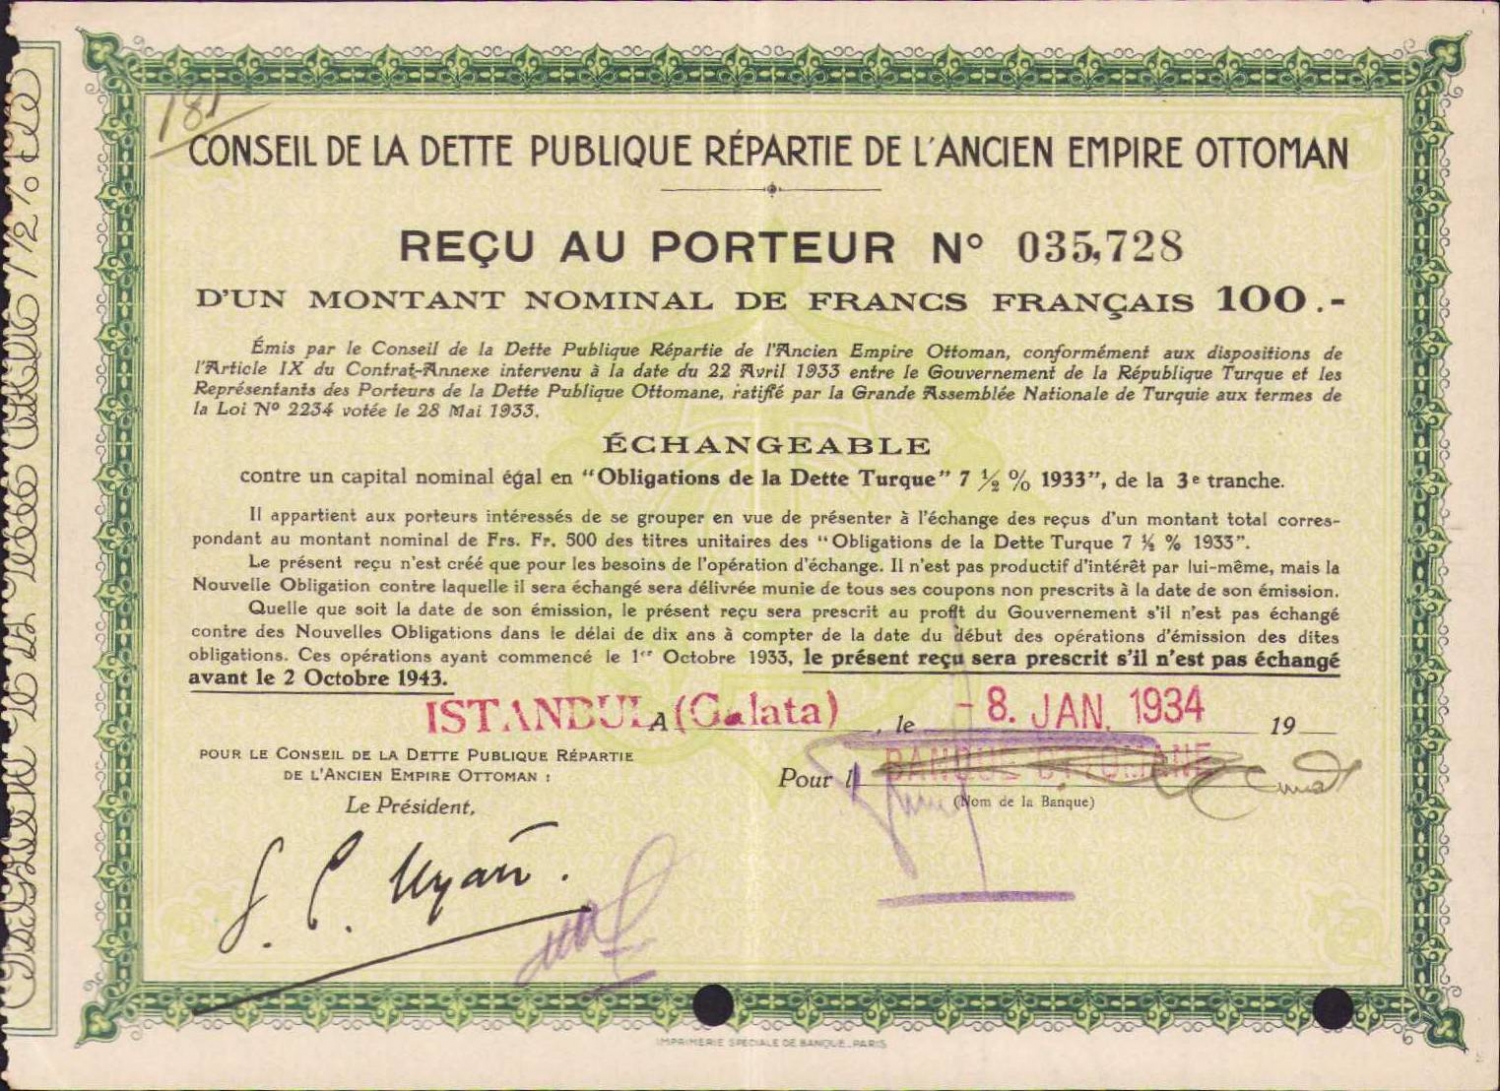 181
CONSEIL DE LA DETTE PUBLIQUE RÉPARTIE DE L'ANCIEN EMPIRE OTTOMAN
REÇU AU PORTEUR N° 035,728
D'UN MONTANT NOMINAL DE FRANCS FRANÇAIS 100.-
Émis par le Conseil de la Dette Publique Répartie de l'Ancien Empire Ottoman, conformément aux dispositions de
l'Article IX du Contrat-Annexe intervenu à la date du 22 Avril 1933 entre le Gouvernement de la République Turque et les
Représentants des Porteurs de la Dette Publique Ottomane, ratifié par la Grande Assemblée Nationale de Turquie aux termes de
la Loi N° 2234 votée le 28 Mai 1933.
ÉCHANGEABLE
contre un capital nominal égal en “Obligations de la Dette Turque” 7 ½ % 1933”, de la 3e tranche.
Il appartient aux porteurs intéressés de se grouper en vue de présenter à l'échange des reçus d'un montant total corres-
pondant au montant nominal de Frs. Fr. 500 des titres unitaires des “Obligations de la Dette Turque 7 ½ % 1933”.
Le présent reçu n'est créé que pour les besoins de l'opération d'échange. Il n'est pas productif d'intérêt par lui-même, mais la
Nouvelle Obligation contre laquelle il sera échangé sera délivrée munie de tous ses coupons non prescrits à la date de son émission.
Quelle que soit la date de son émission, le présent reçu sera prescrit au profit du Gouvernement s'il n'est pas échangé
contre des Nouvelles Obligations dans le délai de dix ans à compter de la date du début des opérations d'émission des dites
obligations. Ces opérations ayant commencé le 1er Octobre 1933, le présent reçu sera prescrit s'il n'est pas échangé
avant le 2 Octobre 1943.
ISTANBUL A (Galata), le - 8. JAN. 1934 19
POUR LE CONSEIL DE LA DETTE PUBLIQUE RÉPARTIE
DE L'ANCIEN EMPIRE OTTOMAN :
Le Président,
Pour l BANQUE OTTOMANE
(Nom de la Banque)
IMPRIMERIE SPÉCIALE DE BANQUE, PARIS